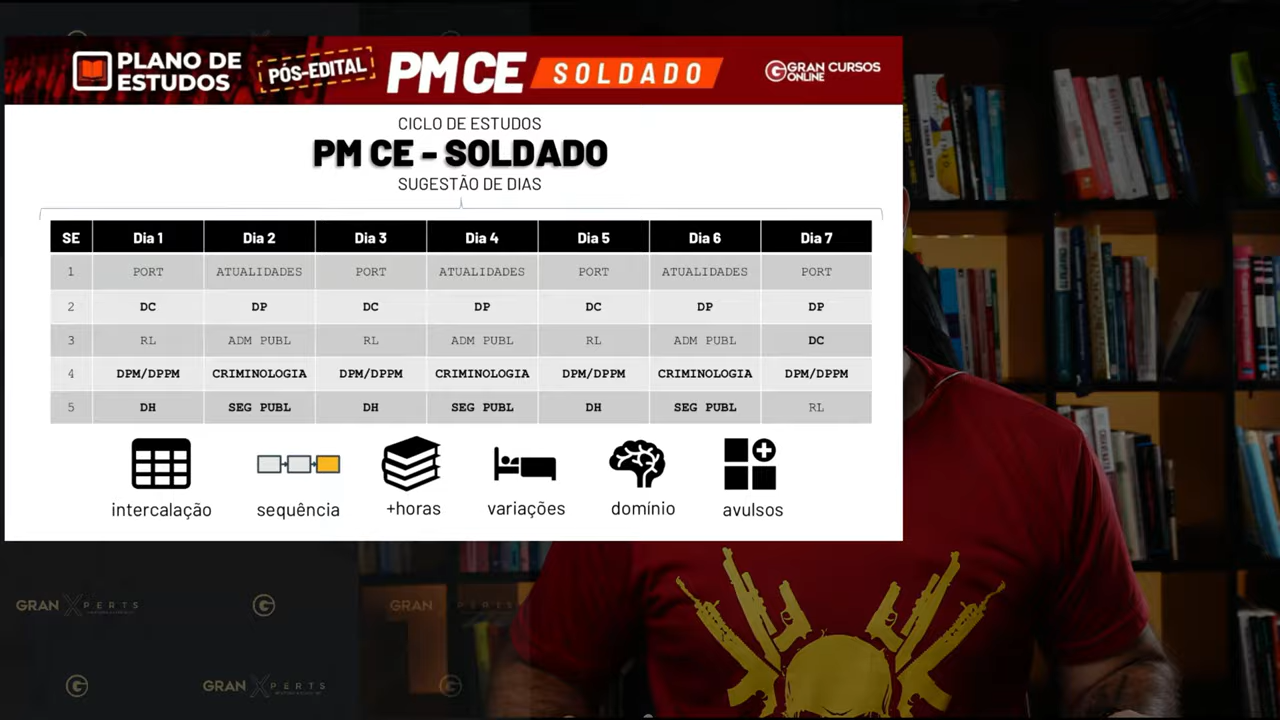 PLANO DE ESTUDOS
PÓS-EDITAL
PMCE
SOLDADO
GRAN CURSOS ONLINE
CICLO DE ESTUDOS
PM CE - SOLDADO
SUGESTÃO DE DIAS
SE Dia 1 Dia 2 Dia 3 Dia 4 Dia 5 Dia 6 Dia 7
1 PORT ATUALIDADES PORT ATUALIDADES PORT ATUALIDADES PORT
2 DC DP DC DP DC DP DP
3 RL ADM PUBL RL ADM PUBL RL ADM PUBL DC
4 DPM/DPPM CRIMINOLOGIA DPM/DPPM CRIMINOLOGIA DPM/DPPM CRIMINOLOGIA DPM/DPPM
5 DH SEG PUBL DH SEG PUBL DH SEG PUBL RL
intercalação sequência +horas variações domínio avulsos
GRAN XPERTS
GRAN XPERTS
GRAN XPERTS